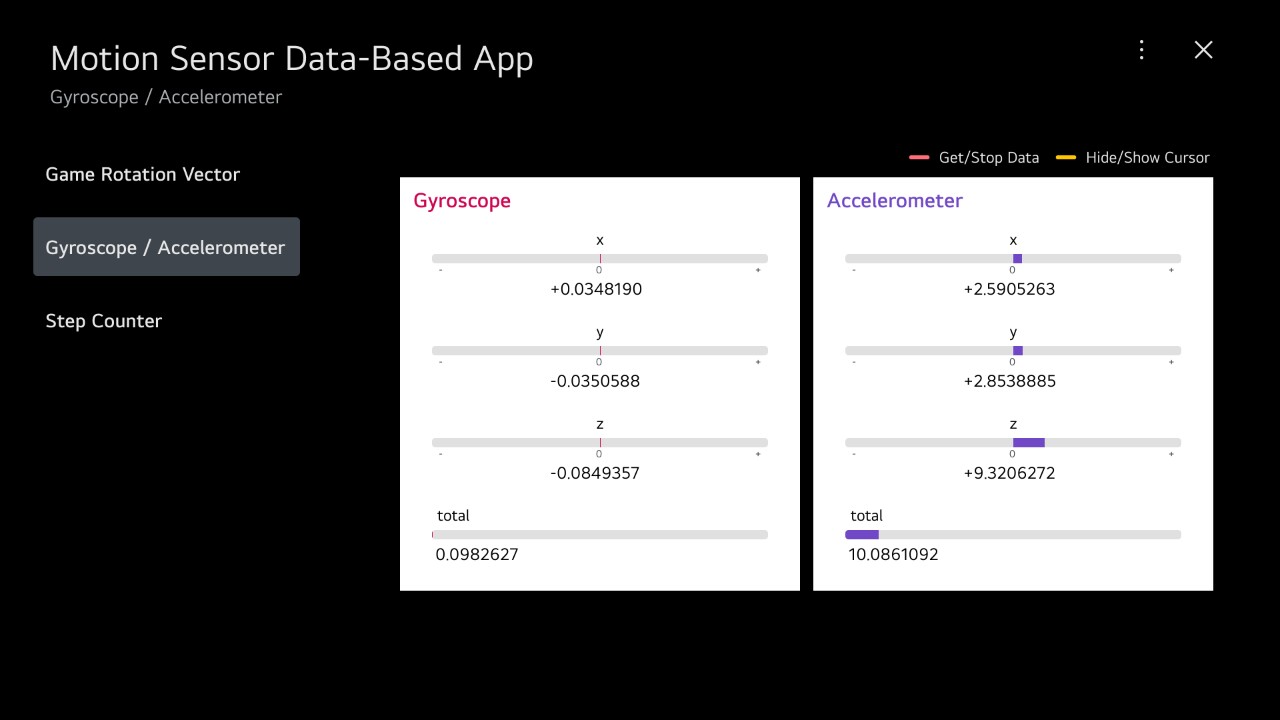 Motion Sensor Data-Based App
Gyroscope / Accelerometer
Game Rotation Vector
Gyroscope / Accelerometer
Step Counter
Get/Stop Data Hide/Show Cursor
Gyroscope
x
- 0 +
+0.0348190
y
- 0 +
-0.0350588
z
- 0 +
-0.0849357
total
0.0982627
Accelerometer
x
- 0 +
+2.5905263
y
- 0 +
+2.8538885
z
- 0 +
+9.3206272
total
10.0861092